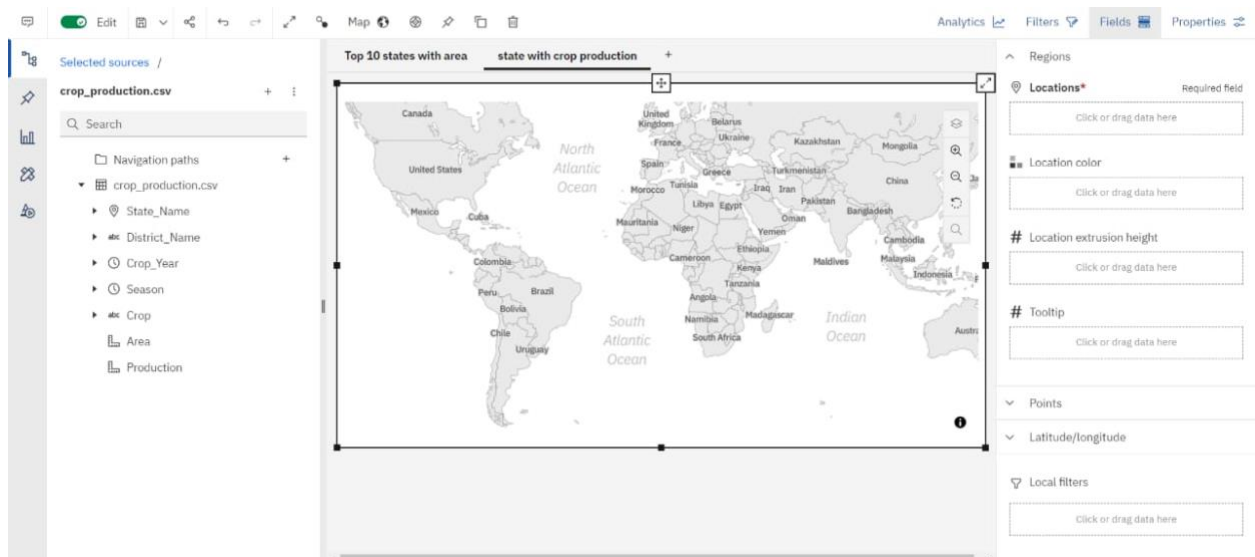 Edit
Map
Analytics
Filters
Fields
Properties
Selected sources /
crop_production.csv
Search
Navigation paths
crop_production.csv
State_Name
abc District_Name
Crop_Year
Season
abc Crop
Area
Production
Top 10 states with area
state with crop production
Canada
United Kingdom
Belarus
Ukraine
Kazakhstan
Mongolia
France
North
Atlantic
Ocean
United States
Spain
Greece
Turkmenistan
China
Morocco
Tunisia
Iraq
Iran
Pakistan
Mexico
Cuba
Libya
Egypt
Oman
Bangladesh
Mauritania
Niger
Yemen
Cambodia
Ethiopia
Colombia
Cameroon
Kenya
Maldives
Malaysia
Indonesia
Tanzania
Peru
Brazil
Angola
Bolivia
Namibia
Madagascar
Chile
South
Atlantic
Ocean
Indian
Ocean
South Africa
Uruguay
Austra
Regions
Locations*
Required field
Click or drag data here
Location color
Click or drag data here
# Location extrusion height
Click or drag data here
# Tooltip
Click or drag data here
Points
Latitude/longitude
Local filters
Click or drag data here